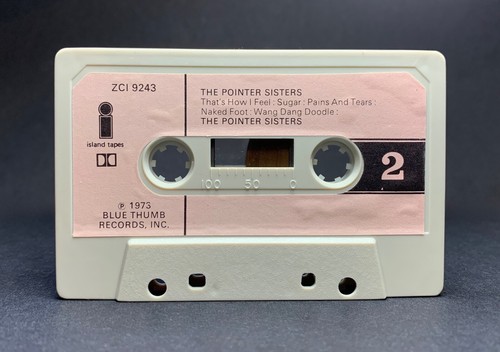 ZCI 9243
island tapes
℗ 1973
BLUE THUMB
RECORDS, INC.
THE POINTER SISTERS
That's How I Feel : Sugar : Pains And Tears :
Naked Foot : Wang Dang Doodle :
THE POINTER SISTERS
100 50 0
2